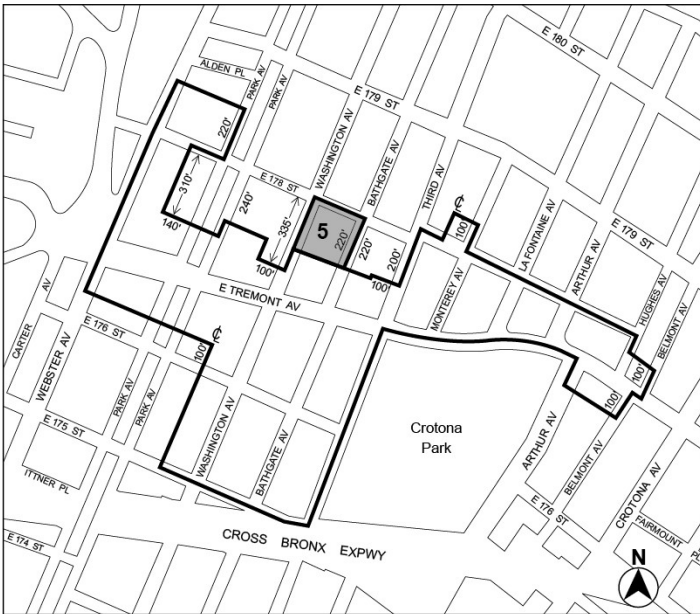 E 180 ST
ALDEN PL
PARK AV
PARK AV
E 179 ST
220'
WASHINGTON AV
BATHGATE AV
THIRD AV
E 178 ST
310'
240'
335'
140'
5
220'
220'
200'
100'
100'
℄
100'
LA FONTAINE AV
ARTHUR AV
E 179 ST
HUGHES AV
BELMONT AV
MONTEREY AV
E TREMONT AV
℄
100'
CARTER AV
WEBSTER AV
E 176 ST
PARK AV
PARK AV
E 175 ST
ITTNER PL
E 174 ST
WASHINGTON AV
BATHGATE AV
Crotona
Park
100'
100'
ARTHUR AV
BELMONT AV
CROTONA AV
E 176 ST
FAIRMOUNT PL
CROSS BRONX EXPWY
N